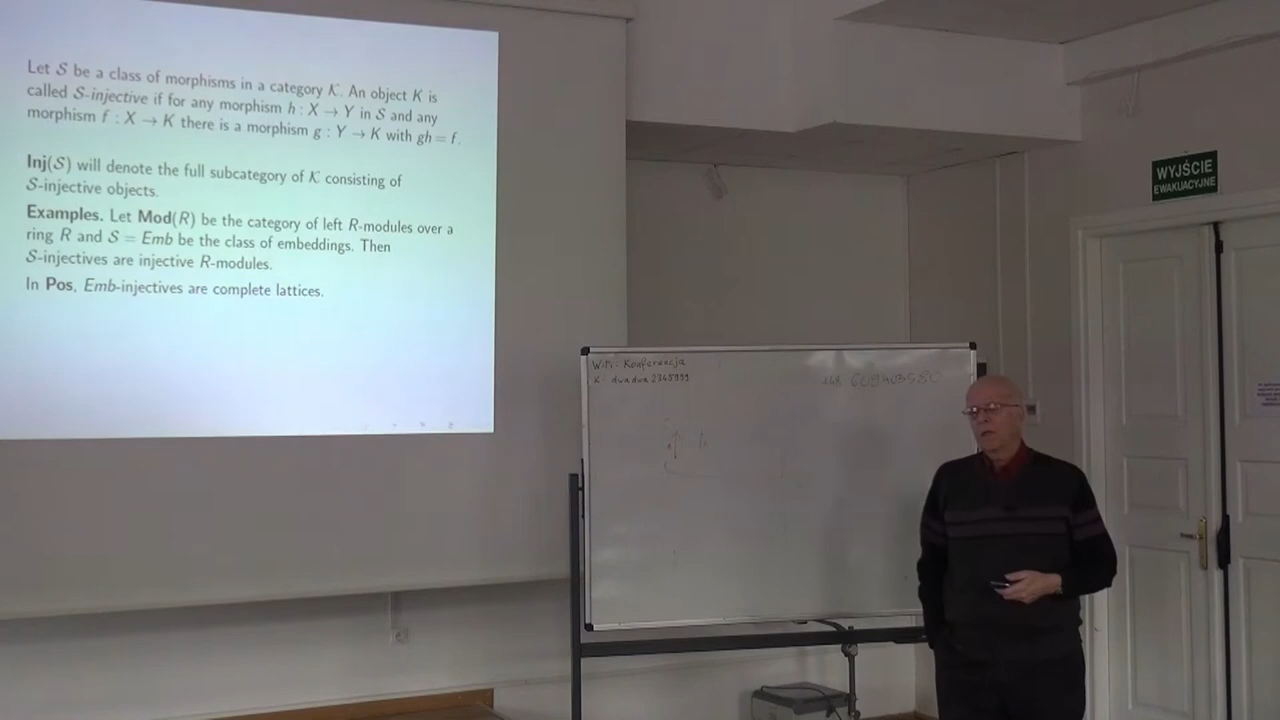 Let 𝒮 be a class of morphisms in a category 𝒦. An object K is
called 𝒮-injective if for any morphism h : X → Y in 𝒮 and any
morphism f : X → K there is a morphism g : Y → K with gh = f.
Inj(𝒮) will denote the full subcategory of 𝒦 consisting of
𝒮-injective objects.
Examples. Let Mod(R) be the category of left R-modules over a
ring R and 𝒮 = Emb be the class of embeddings. Then
𝒮-injectives are injective R-modules.
In Pos, Emb-injectives are complete lattices.
WiFi: Konferencja
dwadwa 2345999
WYJŚCIE
EWAKUACYJNE